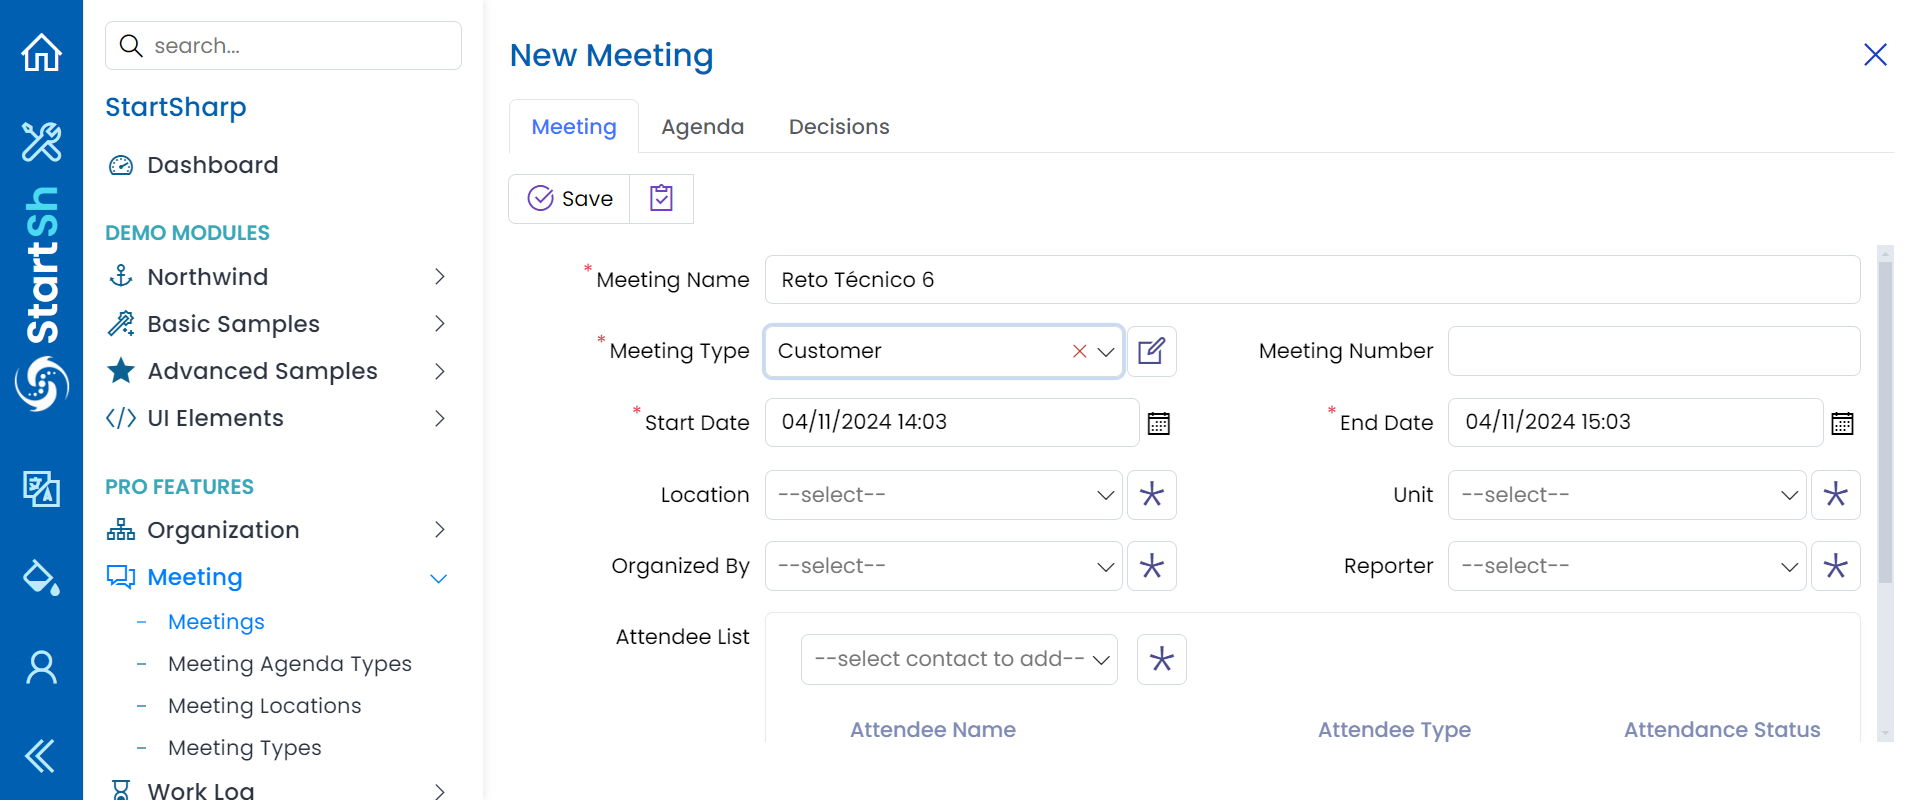 StartSh
search...
StartSharp
Dashboard
DEMO MODULES
Northwind
Basic Samples
Advanced Samples
UI Elements
PRO FEATURES
Organization
Meeting
- Meetings
- Meeting Agenda Types
- Meeting Locations
- Meeting Types
Work Log
New Meeting
Meeting Agenda Decisions
Save
* Meeting Name Reto Técnico 6
* Meeting Type Customer Meeting Number
* Start Date 04/11/2024 14:03 * End Date 04/11/2024 15:03
Location --select-- Unit --select--
Organized By --select-- Reporter --select--
Attendee List --select contact to add--
Attendee Name Attendee Type Attendance Status